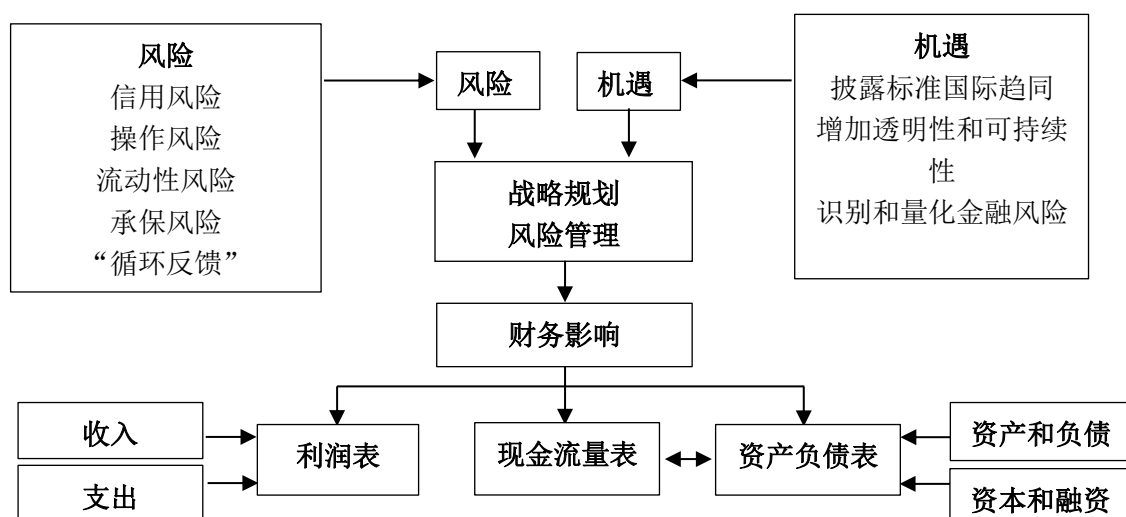 风险
信用风险
操作风险
流动性风险
承保风险
“循环反馈”
风险
机遇
机遇
披露标准国际趋同
增加透明性和可持续
性
识别和量化金融风险
战略规划
风险管理
财务影响
收入
支出
利润表
现金流量表
资产负债表
资产和负债
资本和融资